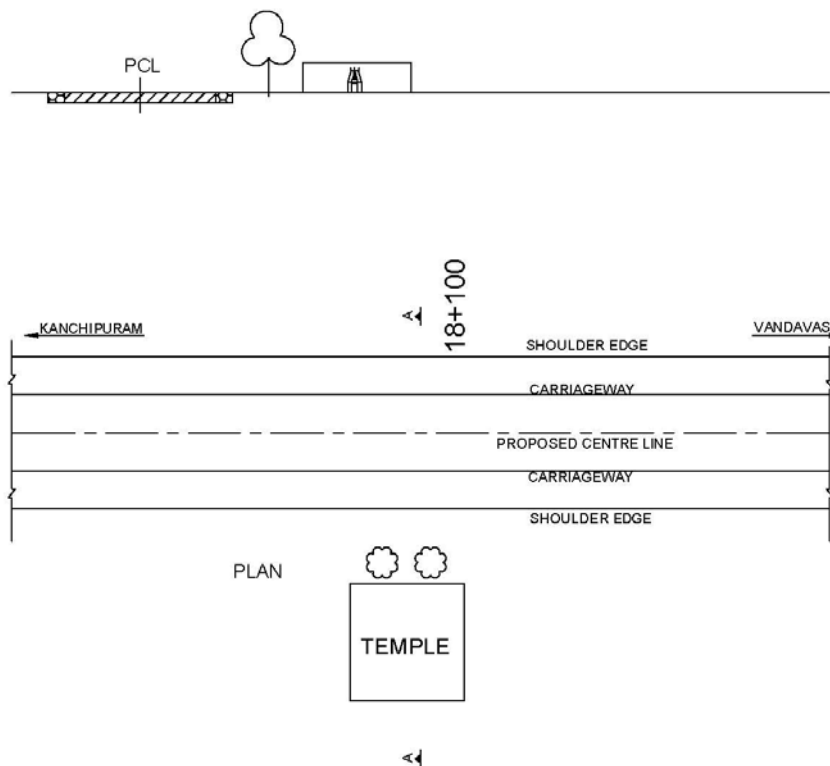 PCL
A
18+100
KANCHIPURAM
VANDAVAS
SHOULDER EDGE
CARRIAGEWAY
PROPOSED CENTRE LINE
CARRIAGEWAY
SHOULDER EDGE
PLAN
TEMPLE
A